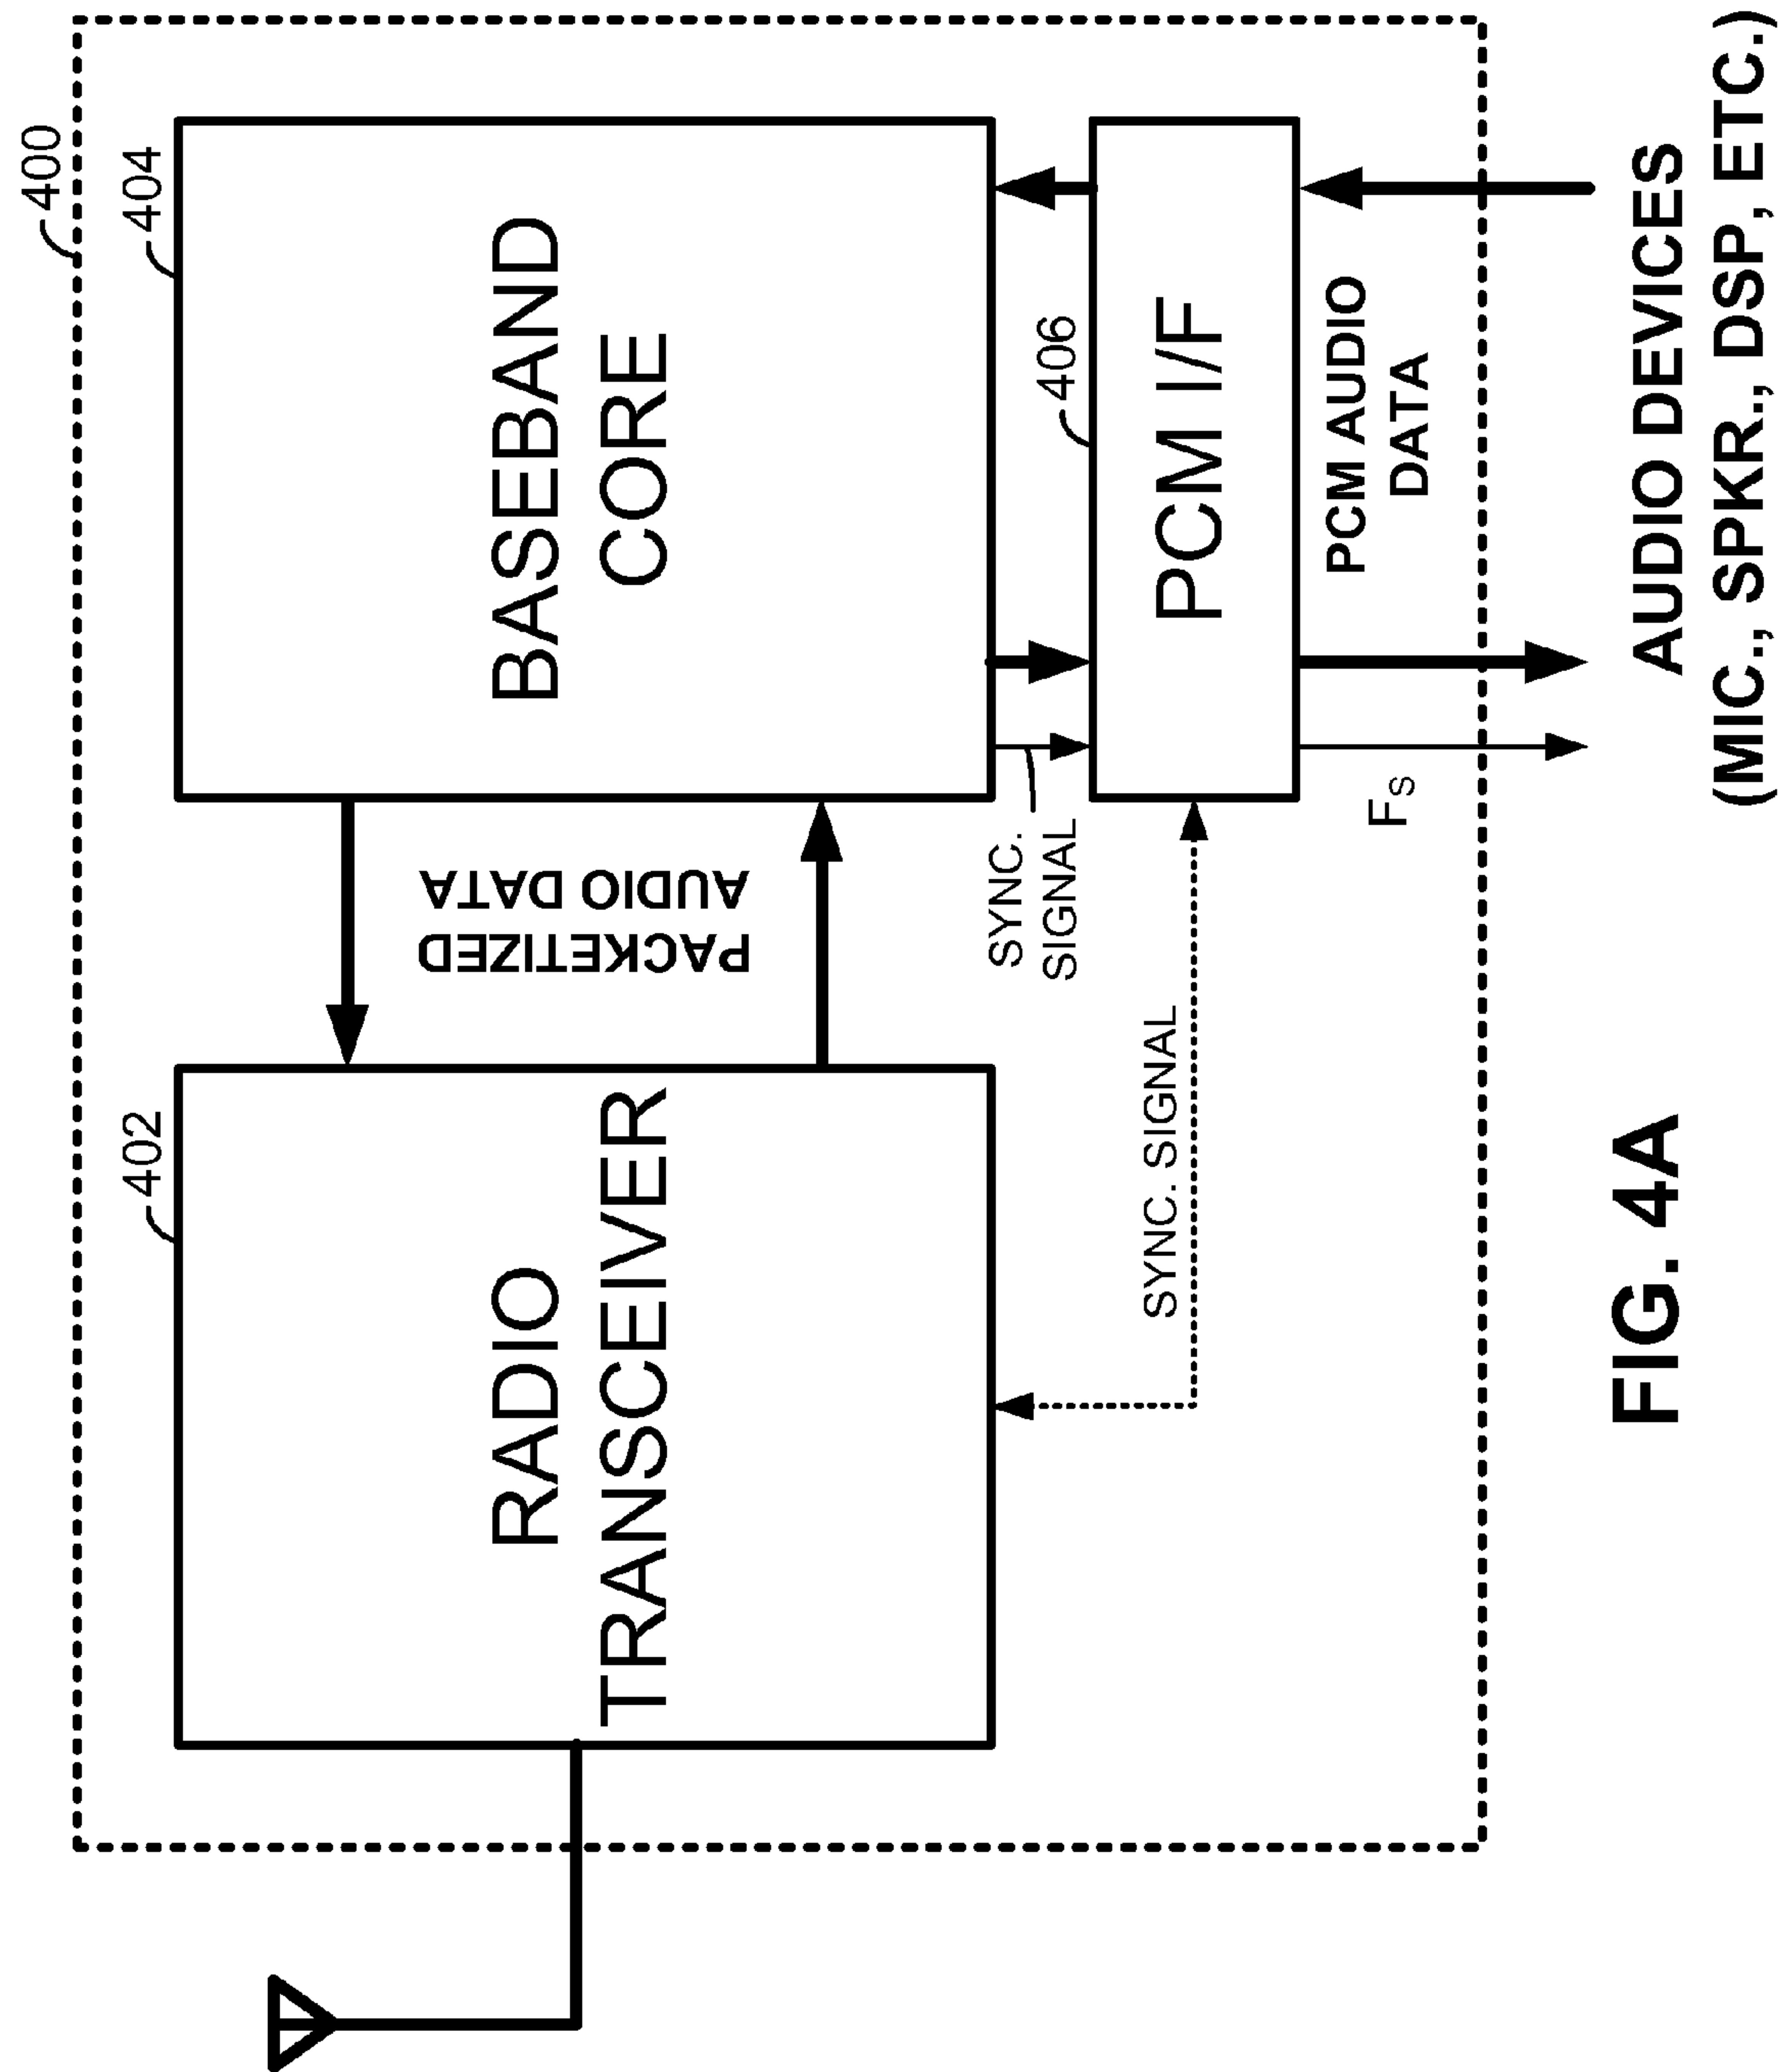 400
402
404
RADIO
TRANSCEIVER
PACKETIZED
AUDIO DATA
BASEBAND
CORE
SYNC.
SIGNAL
SYNC. SIGNAL
406
PCM I/F
F S
PCM AUDIO
DATA
AUDIO DEVICES
(MIC., SPKR., DSP, ETC.)
FIG. 4A